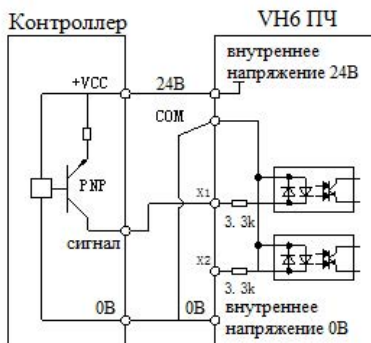 Контроллер
VH6 ПЧ
внутреннее
напряжение 24В
+VCC
24В
COM
PNP
X1
3. 3k
сигнал
X2
3. 3k
0В
0В
внутреннее
напряжение 0В